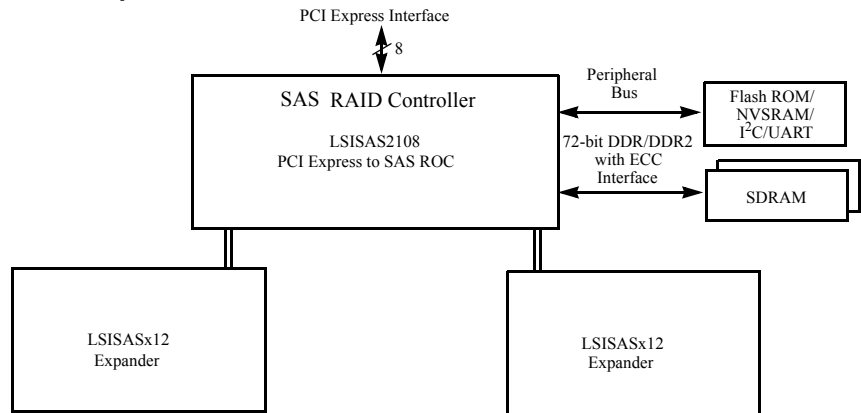 PCI Express Interface
8
SAS RAID Controller
LSISAS2108
PCI Express to SAS ROC
Peripheral
Bus
Flash ROM/
NVSRAM/
I²C/UART
72-bit DDR/DDR2
with ECC
Interface
SDRAM
LSISASx12
Expander
LSISASx12
Expander